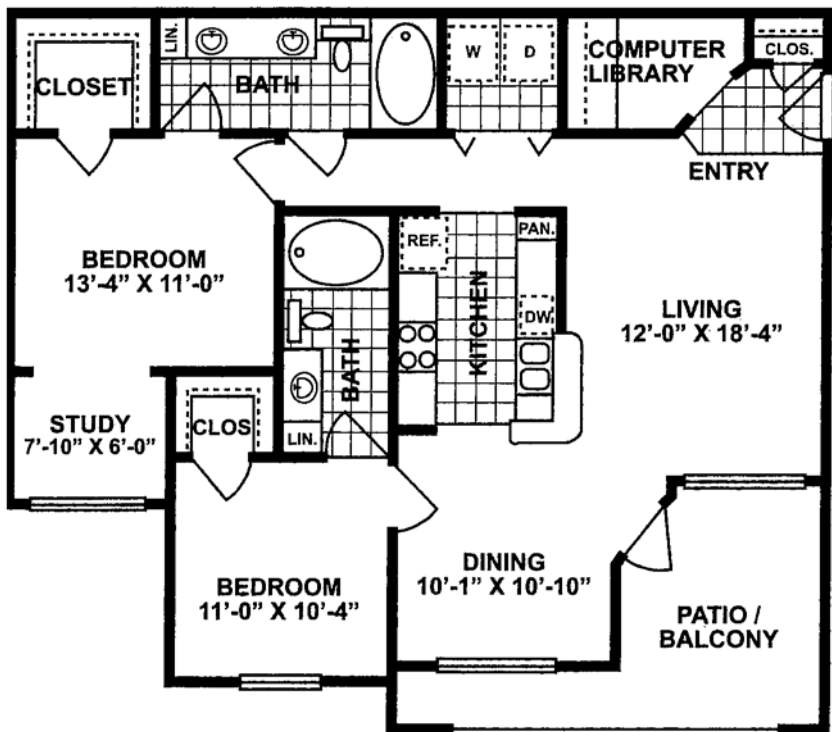 LIN.
W
D
COMPUTER
LIBRARY
CLOS.
CLOSET
BATH
ENTRY
BEDROOM
13'-4" X 11'-0"
REF.
PAN.
KITCHEN
DW
LIVING
12'-0" X 18'-4"
BATH
STUDY
7'-10" X 6'-0"
CLOS
LIN.
BEDROOM
11'-0" X 10'-4"
DINING
10'-1" X 10'-10"
PATIO /
BALCONY